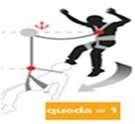 queda = 1